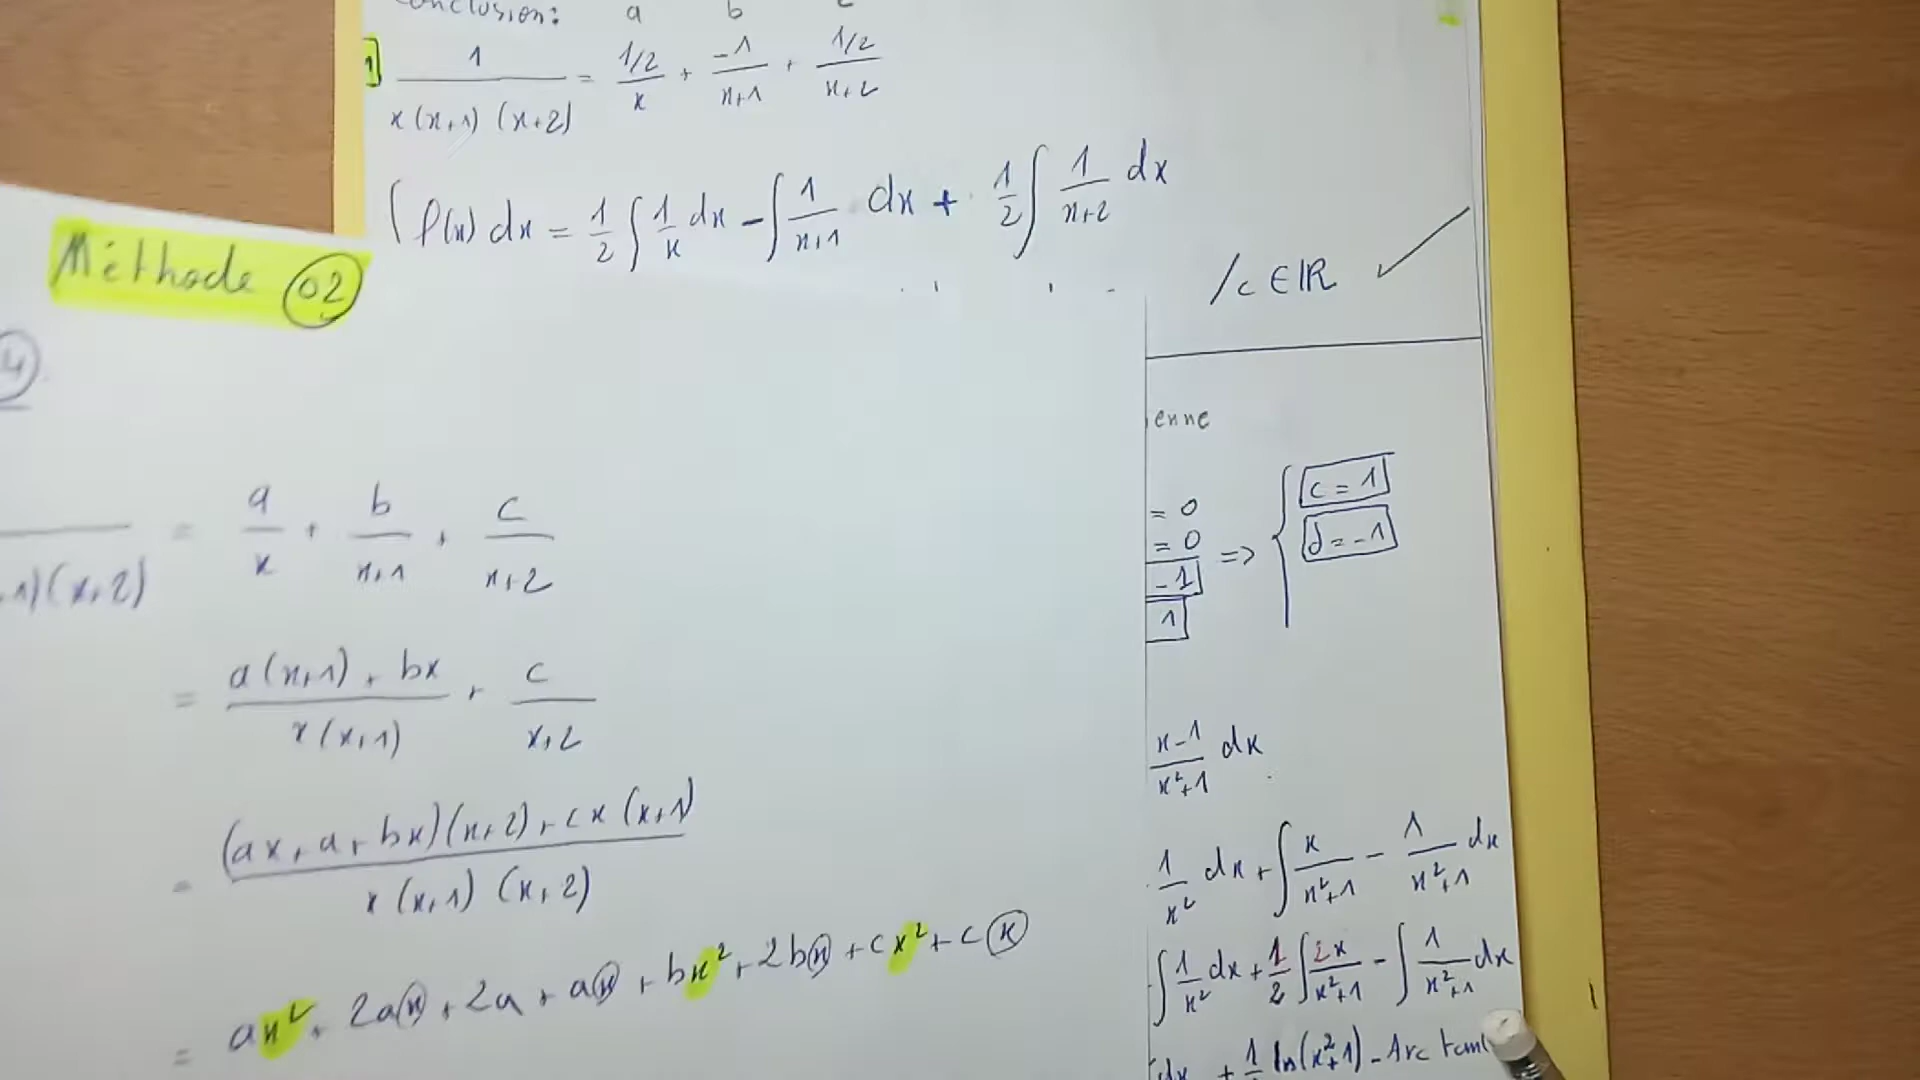 Conclusion: a b c
1] 1 / x(x+1)(x+2) = 1/2 / x + -1 / x+1 + 1/2 / x+2
∫ f(x) dx = 1/2 ∫ 1/x dx - ∫ 1/x+1 dx + 1/2 ∫ 1/x+2 dx
/c ∈ IR ✓
Méthode 02
4
+1)(x+2) = a/x + b/x+1 + c/x+2
= a(x+1) + bx / x(x+1) + c / x+2
= (ax+a+bx)(x+2)+cx(x+1) / x(x+1)(x+2)
= ax² + 2ax + 2a + ax + bx² + 2bx + cx² + cx
enne
= 0
= 0
-1
1
=> { c = 1
d = -1
x-1 / x²+1 dx
1/x² dx + ∫ x/x²+1 - 1/x²+1 dx
∫ 1/x² dx + 1/2 ∫ 2x/x²+1 - ∫ 1/x²+1 dx
dx + 1/ ln(x²+1) - Arctan(